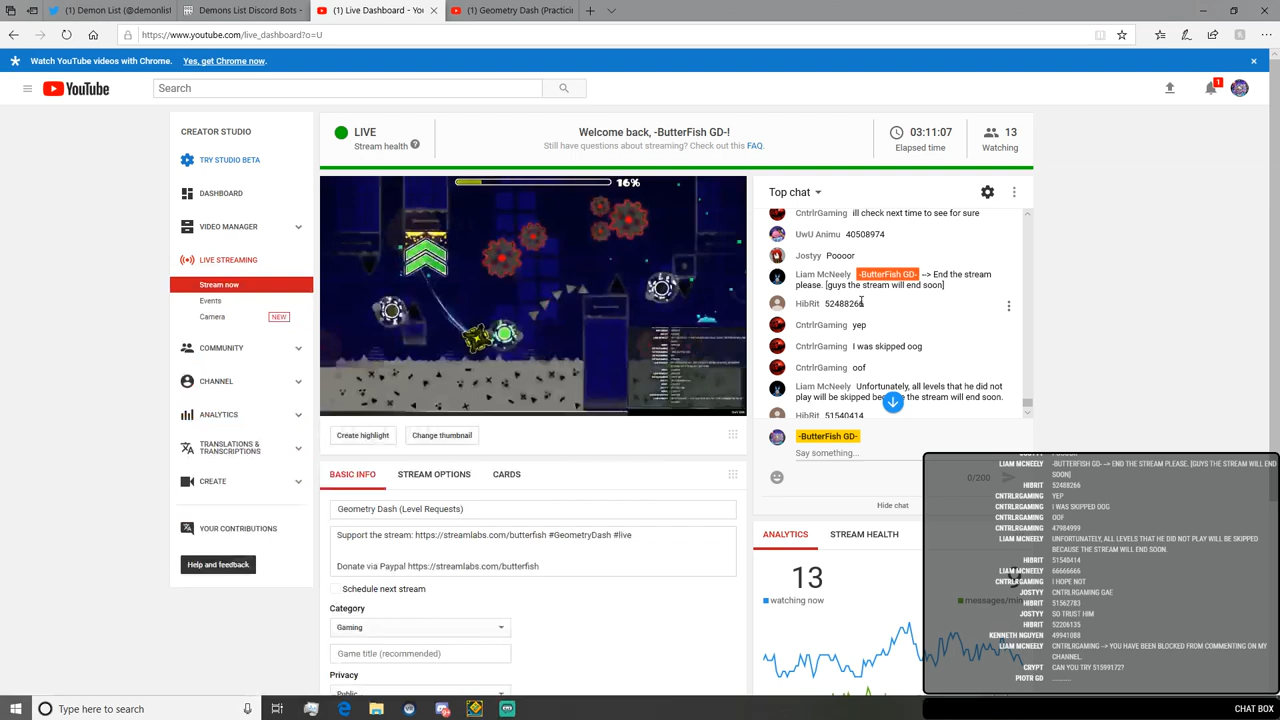 (1) Demon List (@demonlist
Demons List Discord Bots -
(1) Live Dashboard - Yo
(1) Geometry Dash (Practic
https://www.youtube.com/live_dashboard?o=U
Watch YouTube videos with Chrome. Yes, get Chrome now.
YouTube
Search
1
CREATOR STUDIO
TRY STUDIO BETA
DASHBOARD
VIDEO MANAGER
LIVE STREAMING
Stream now
Events
Camera NEW
COMMUNITY
CHANNEL
ANALYTICS
TRANSLATIONS &
TRANSCRIPTIONS
CREATE
YOUR CONTRIBUTIONS
Help and feedback
LIVE
Stream health
Welcome back, -ButterFish GD-!
Still have questions about streaming? Check out this FAQ.
03:11:07
Elapsed time
13
Watching
16%
Create highlight
Change thumbnail
BASIC INFO STREAM OPTIONS CARDS
Geometry Dash (Level Requests)
Support the stream: https://streamlabs.com/butterfish #GeometryDash #live
Donate via Paypal https://streamlabs.com/butterfish
Schedule next stream
Category
Gaming
Game title (recommended)
Privacy
Public
Top chat
CntrlrGaming ill check next time to see for sure
UwU Animu 40508974
Jostyy Poooor
Liam McNeely -ButterFish GD- --> End the stream
please. [guys the stream will end soon]
HibRit 52488266
CntrlrGaming yep
CntrlrGaming I was skipped oog
CntrlrGaming oof
Liam McNeely Unfortunately, all levels that he did not
play will be skipped the stream will end soon.
HibRit 51540414
-ButterFish GD-
Say something...
0/200
Hide chat
ANALYTICS STREAM HEALTH
13
watching now
messages/min
JOSTYY POOOOR
LIAM MCNEELY -BUTTERFISH GD- --> END THE STREAM PLEASE. [GUYS THE STREAM WILL END
SOON]
HIBRIT 52488266
CNTRLRGAMING YEP
CNTRLRGAMING I WAS SKIPPED OOG
CNTRLRGAMING OOF
CNTRLRGAMING 47984999
LIAM MCNEELY UNFORTUNATELY, ALL LEVELS THAT HE DID NOT PLAY WILL BE SKIPPED
BECAUSE THE STREAM WILL END SOON.
HIBRIT 51540414
LIAM MCNEELY 66666666
CNTRLRGAMING I HOPE NOT
JOSTYY CNTRLRGAMING GAE
HIBRIT 51562783
JOSTYY SO TRUST HIM
HIBRIT 52206135
KENNETH NGUYEN 49941088
LIAM MCNEELY CNTRLRGAMING --> YOU HAVE BEEN BLOCKED FROM COMMENTING ON MY
CHANNEL.
CRYPT CAN YOU TRY 51599172?
PIOTR GD ..........
CHAT BOX
Type here to search